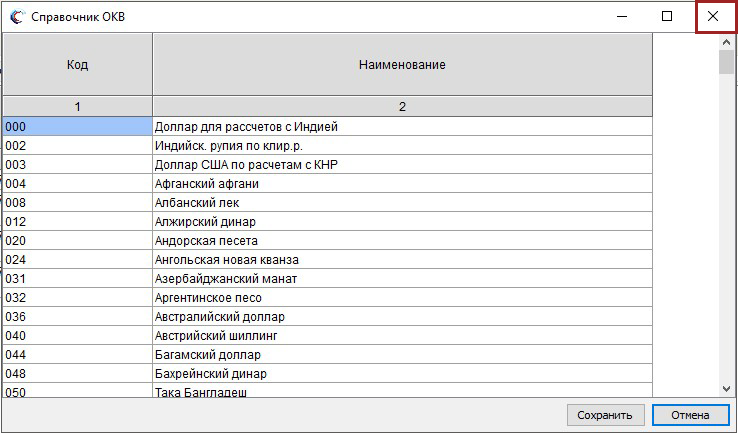 Справочник ОКВ
Код Наименование
1 2
000 Доллар для рассчетов с Индией
002 Индийск. рупия по клир.р.
003 Доллар США по расчетам с КНР
004 Афганский афгани
008 Албанский лек
012 Алжирский динар
020 Андорская песета
024 Ангольская новая кванза
031 Азербайджанский манат
032 Аргентинское песо
036 Австралийский доллар
040 Австрийский шиллинг
044 Багамский доллар
048 Бахрейнский динар
050 Така Бангладеш
Сохранить Отмена